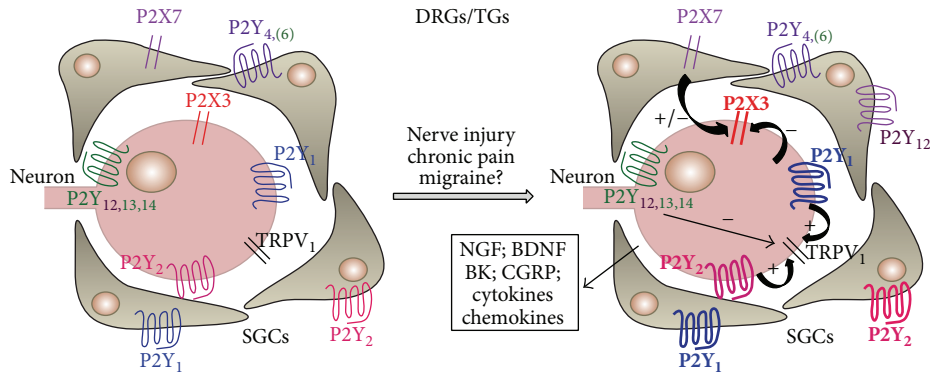 DRGs/TGs
P2X7
P2Y4,(6)
P2X3
P2Y1
Neuron
P2Y12,13,14
TRPV1
P2Y2
SGCs
P2Y2
P2Y1
Nerve injury
chronic pain
migraine?
NGF; BDNF
BK; CGRP;
cytokines
chemokines
P2X7
P2Y4,(6)
P2X3
+/−
−
P2Y12
P2Y1
Neuron
P2Y12,13,14
−
+
TRPV1
P2Y2
+
SGCs
P2Y2
P2Y1